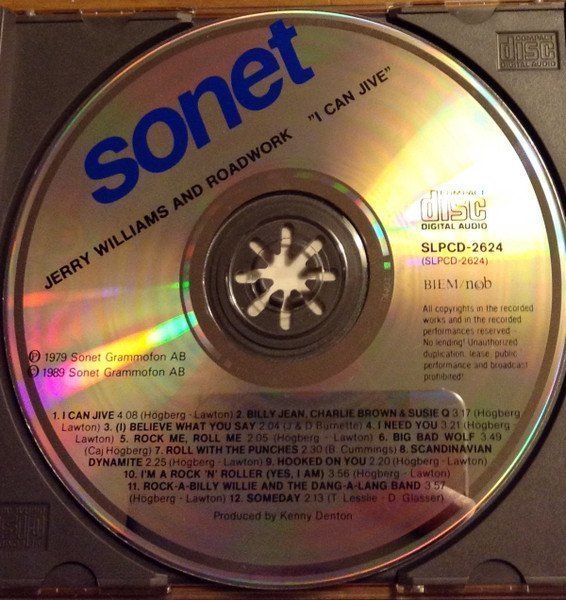 sonet
JERRY WILLIAMS AND ROADWORK "I CAN JIVE"
COMPACT
disc
DIGITAL AUDIO
COMPACT
disc
DIGITAL AUDIO
SLPCD-2624
(SLPCD-2624)
BIEM/nob
All copyrights in the recorded
works and in the recorded
performances reserved -
No lending! Unauthorized
duplication, lease, public
performance and broadcast
prohibited!
Ⓟ 1979 Sonet Grammofon AB
© 1989 Sonet Grammofon AB
1. I CAN JIVE 4.08 (Högberg - Lawton) 2. BILLY JEAN, CHARLIE BROWN & SUSIE Q 3.17 (Högberg
Lawton) 3. (I) BELIEVE WHAT YOU SAY 2.04 (J & D Burnette) 4. I NEED YOU 3.21 (Högberg -
Lawton) 5. ROCK ME, ROLL ME 2.05 (Högberg - Lawton) 6. BIG BAD WOLF 3.49
(Caj Högberg) 7. ROLL WITH THE PUNCHES 2.30 (B. Cummings) 8. SCANDINAVIAN
DYNAMITE 2.25 (Högberg - Lawton) 9. HOOKED ON YOU 2.20 (Högberg - Lawton)
10. I'M A ROCK 'N' ROLLER (YES, I AM) 3.56 (Högberg - Lawton)
11. ROCK-A-BILLY WILLIE AND THE DANG-A-LANG BAND 3.57
(Högberg - Lawton) 12. SOMEDAY 2.13 (T. Lesslie - D. Glasser)
Produced by Kenny Denton